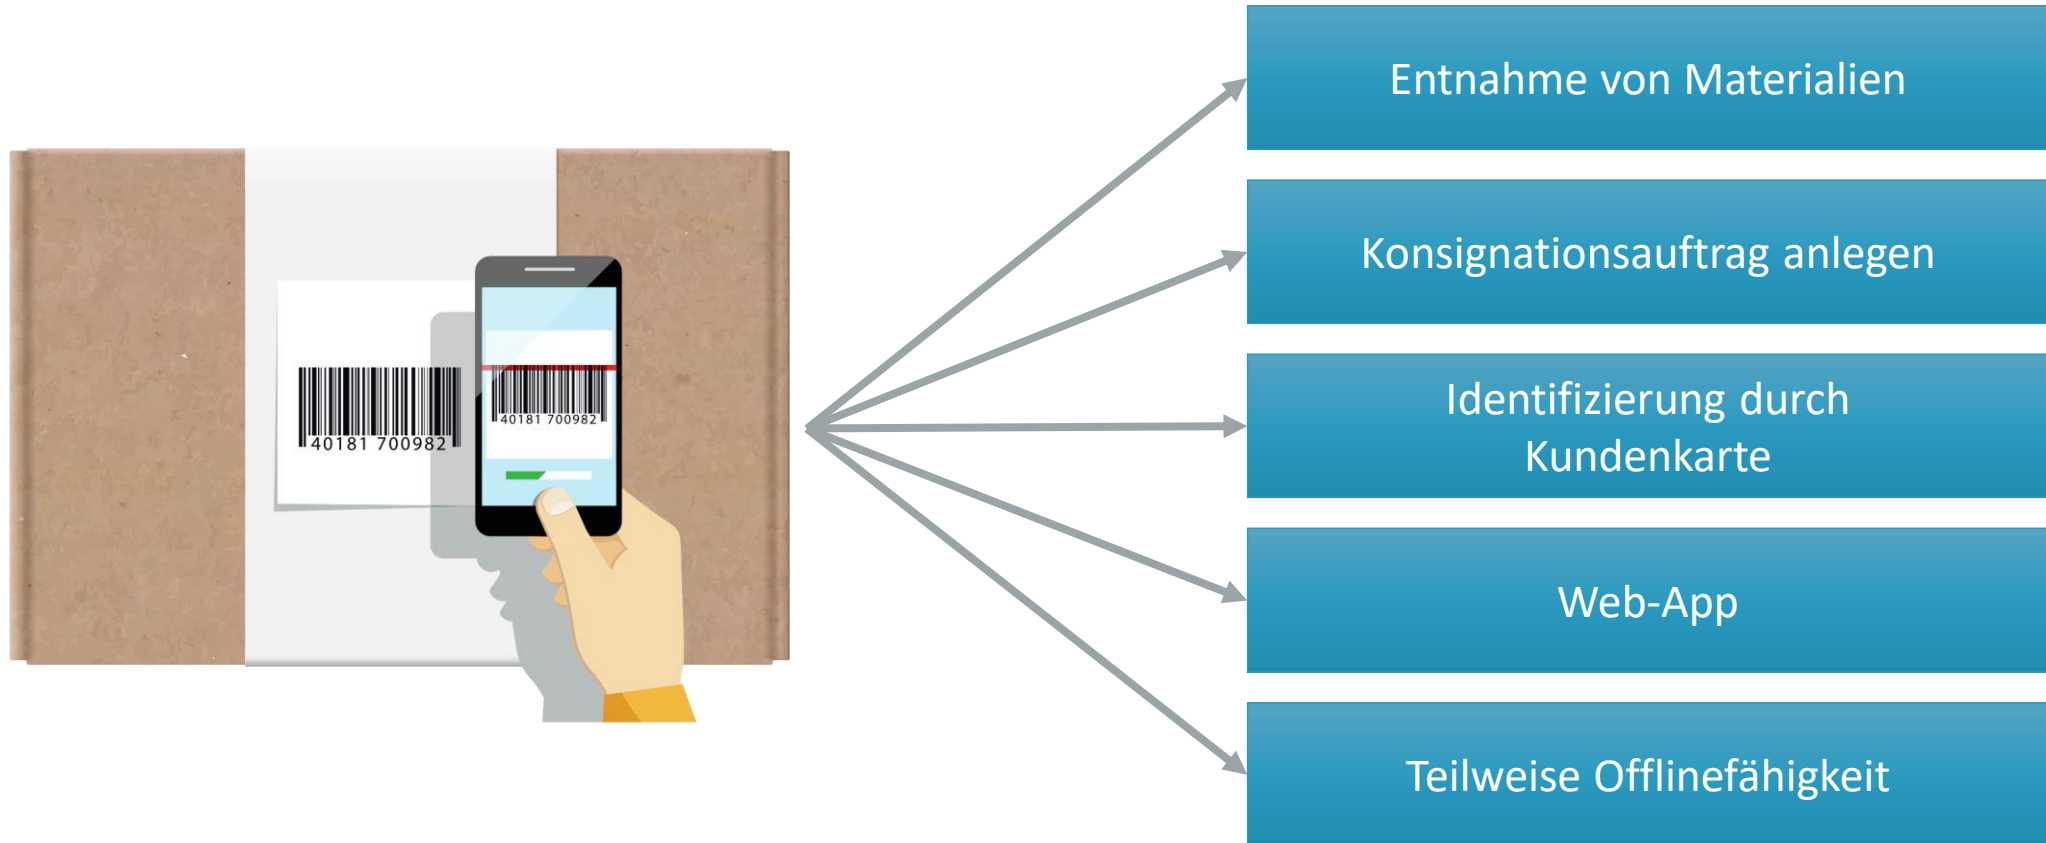 Entnahme von Materialien
Konsignationsauftrag anlegen
Identifizierung durch
Kundenkarte
Web-App
Teilweise Offlinefähigkeit
40181 700982
40181 700982